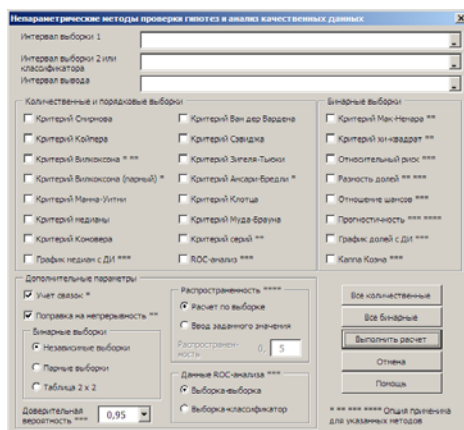 Непараметрические методы проверки гипотез и анализ качественных данных
Интервал выборки 1
Интервал выборки 2 или
классификатора
Интервал вывода
Количественные и порядковые выборки
Критерий Смирнова
Критерий Койпера
Критерий Вилкоксона * **
Критерий Вилкоксона (парный) *
Критерий Манна-Уитни
Критерий медианы
Критерий Коновера
График медиан с ДИ ***
Критерий Ван дер Вардена
Критерий Сэвиджа
Критерий Зигеля-Тьюки
Критерий Ансари-Бредли *
Критерий Клотца
Критерий Муда-Брауна
Критерий серий **
ROC-анализ ***
Бинарные выборки
Критерий Мак-Немара **
Критерий хи-квадрат **
Относительный риск ***
Разность долей ** ***
Отношение шансов ***
Прогностичность *** ****
График долей с ДИ ***
Каппа Коэна ***
Дополнительные параметры
Учет связок *
Поправка на непрерывность **
Бинарные выборки
Независимые выборки
Парные выборки
Таблица 2 x 2
Доверительная
вероятность ***
0,95
Распространенность ****
Расчет по выборке
Ввод заданного значения
Распространен-
ность
0,
5
Данные ROC-анализа ***
Выборка-выборка
Выборка-классификатор
Все количественные
Все бинарные
Выполнить расчет
Отмена
Помощь
* ** *** **** Опция применима
для указанных методов